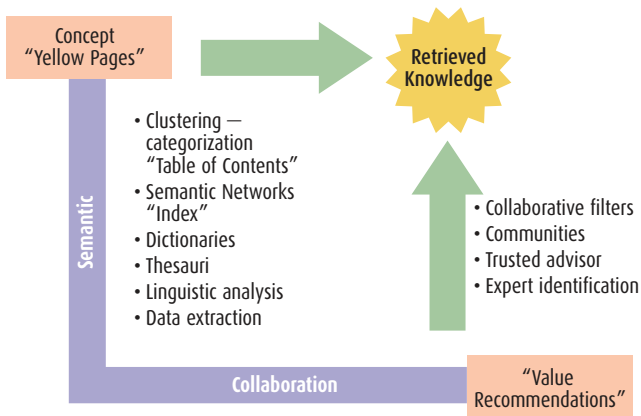 Concept
“Yellow Pages”
Retrieved
Knowledge
• Clustering —
categorization
“Table of Contents”
• Semantic Networks
“Index”
• Dictionaries
• Thesauri
• Linguistic analysis
• Data extraction
Semantic
• Collaborative filters
• Communities
• Trusted advisor
• Expert identification
Collaboration
“Value
Recommendations”